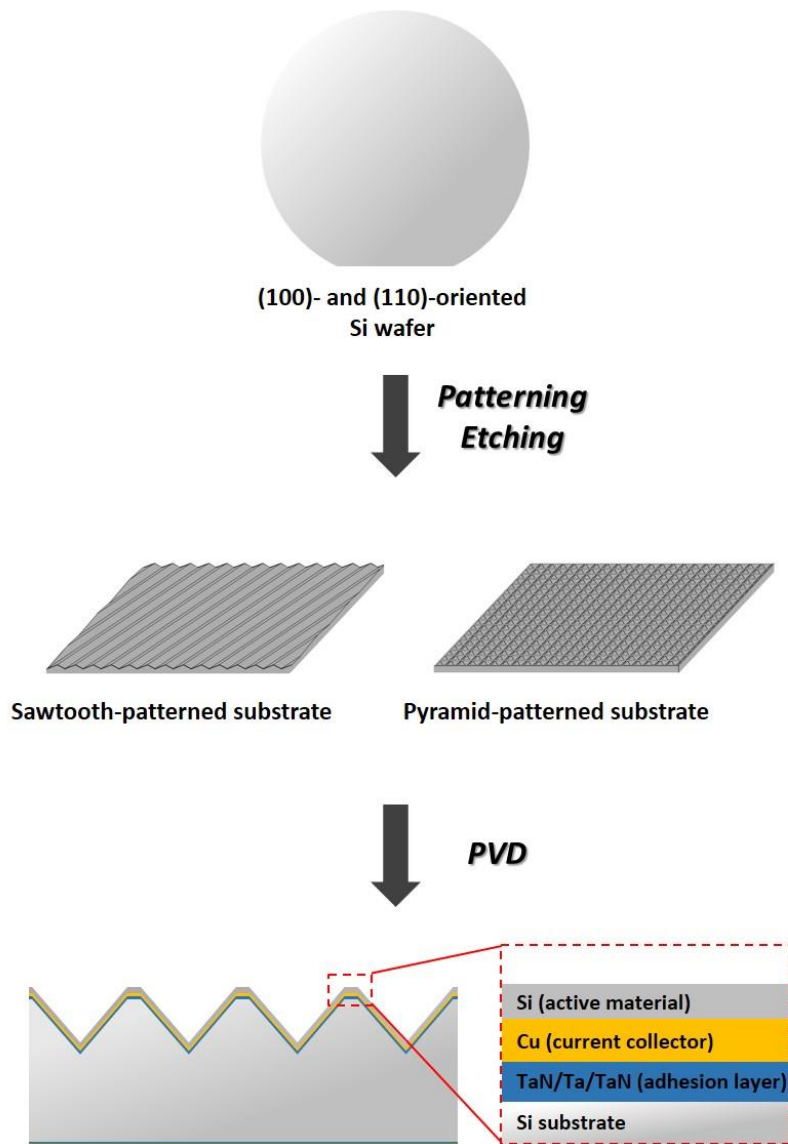 (100)- and (110)-oriented
Si wafer
Patterning
Etching
Sawtooth-patterned substrate
Pyramid-patterned substrate
PVD
Si (active material)
Cu (current collector)
TaN/Ta/TaN (adhesion layer)
Si substrate